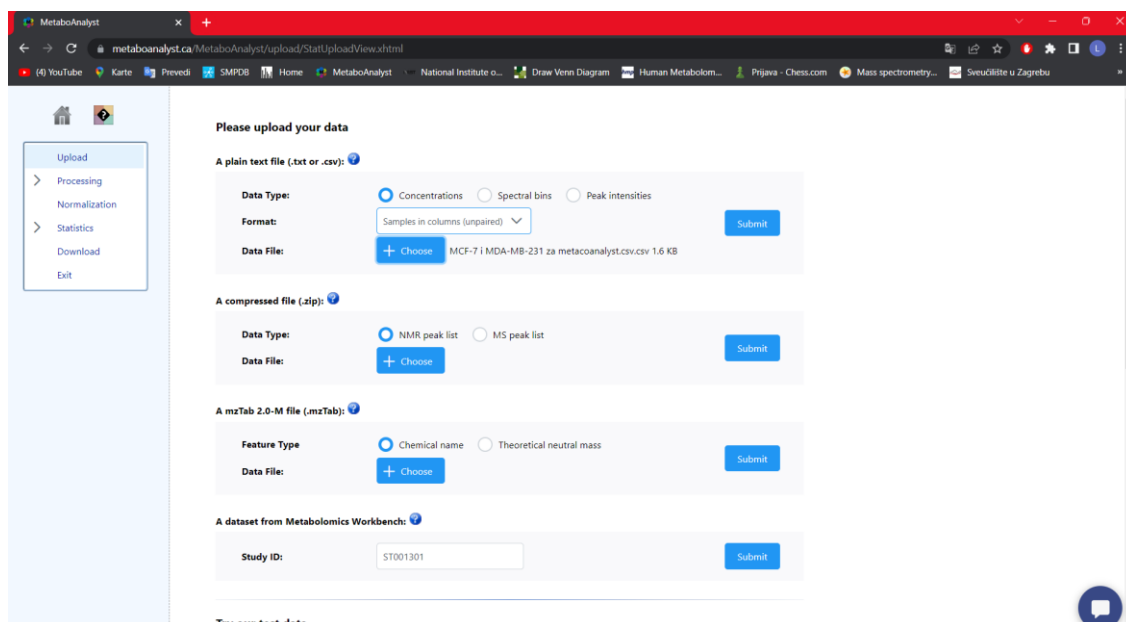 MetaboAnalyst
metaboanalyst.ca/MetaboAnalyst/upload/StatUploadView.xhtml
(4) YouTube Karte Prevedi SMPDB Home MetaboAnalyst National Institute o... Draw Venn Diagram Human Metabolom... Prijava - Chess.com Mass spectrometry... Sveučilište u Zagrebu »
Upload
Processing
Normalization
Statistics
Download
Exit
Please upload your data
A plain text file (.txt or .csv):
Data Type: Concentrations Spectral bins Peak intensities
Format: Samples in columns (unpaired) Submit
Data File: + Choose MCF-7 i MDA-MB-231 za metacoanalyst.csv.csv 1.6 KB
A compressed file (.zip):
Data Type: NMR peak list MS peak list
Submit
Data File: + Choose
A mzTab 2.0-M file (.mzTab):
Feature Type Chemical name Theoretical neutral mass
Submit
Data File: + Choose
A dataset from Metabolomics Workbench:
Study ID: ST001301 Submit